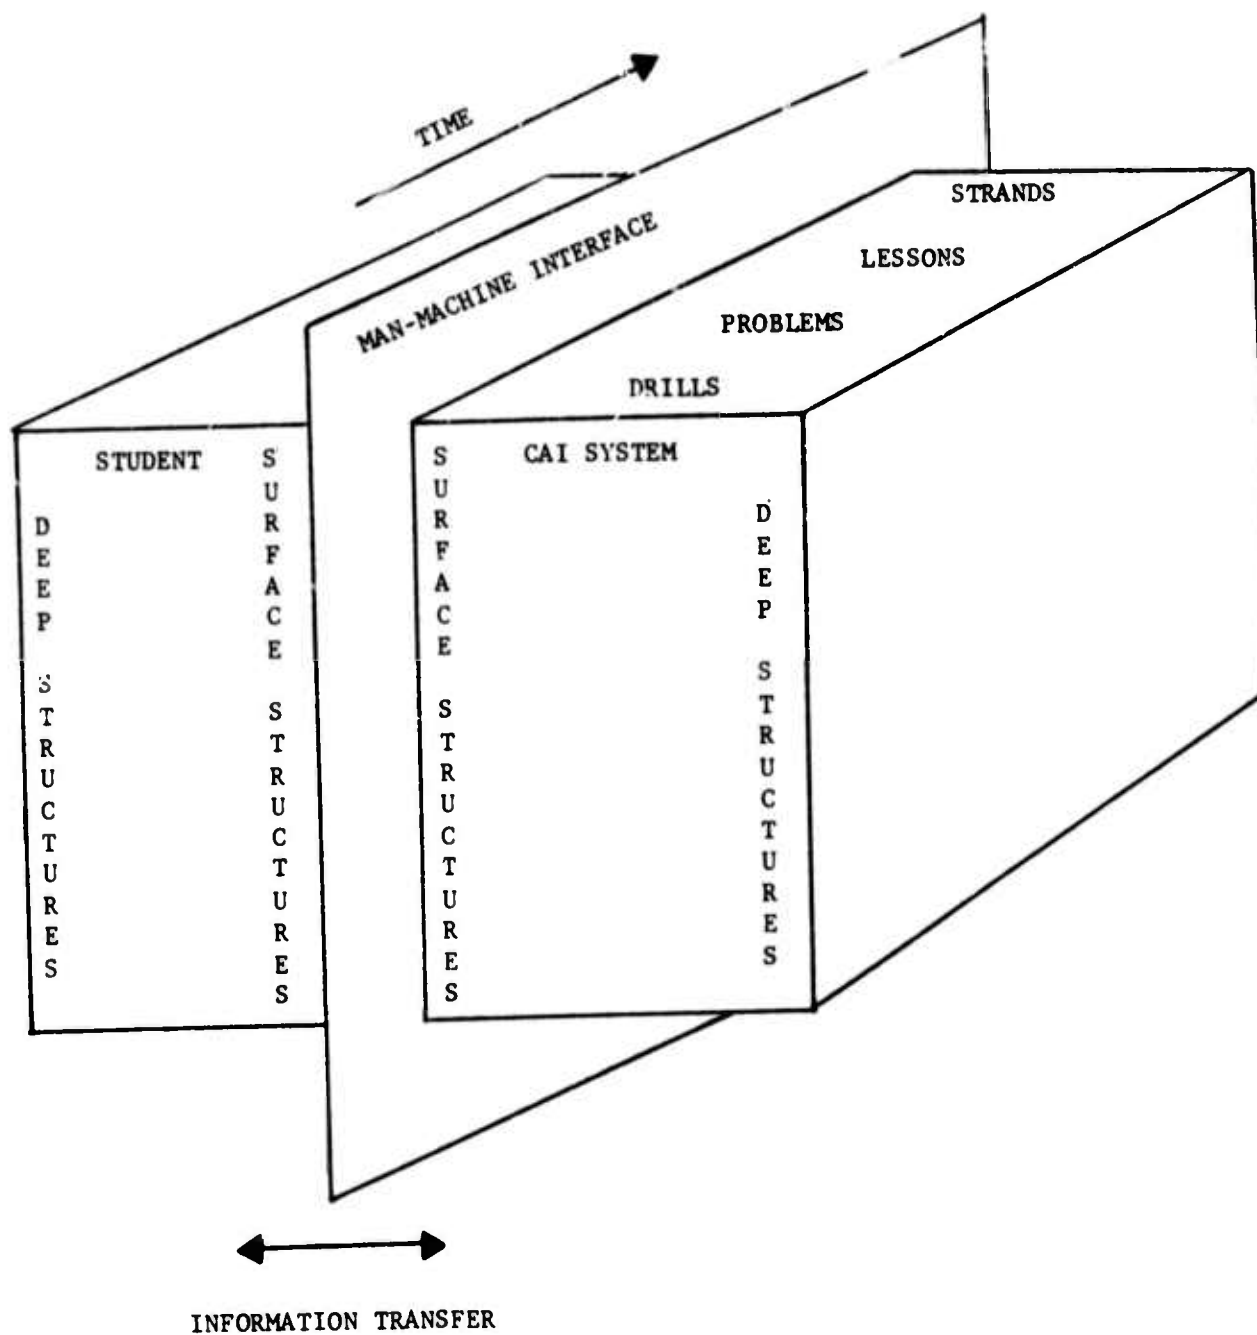 TIME
MAN-MACHINE INTERFACE
STRANDS
LESSONS
PROBLEMS
DRILLS
STUDENT
DEEP STRUCTURES
SURFACE STRUCTURES
CAI SYSTEM
SURFACE STRUCTURES
DEEP STRUCTURES
INFORMATION TRANSFER